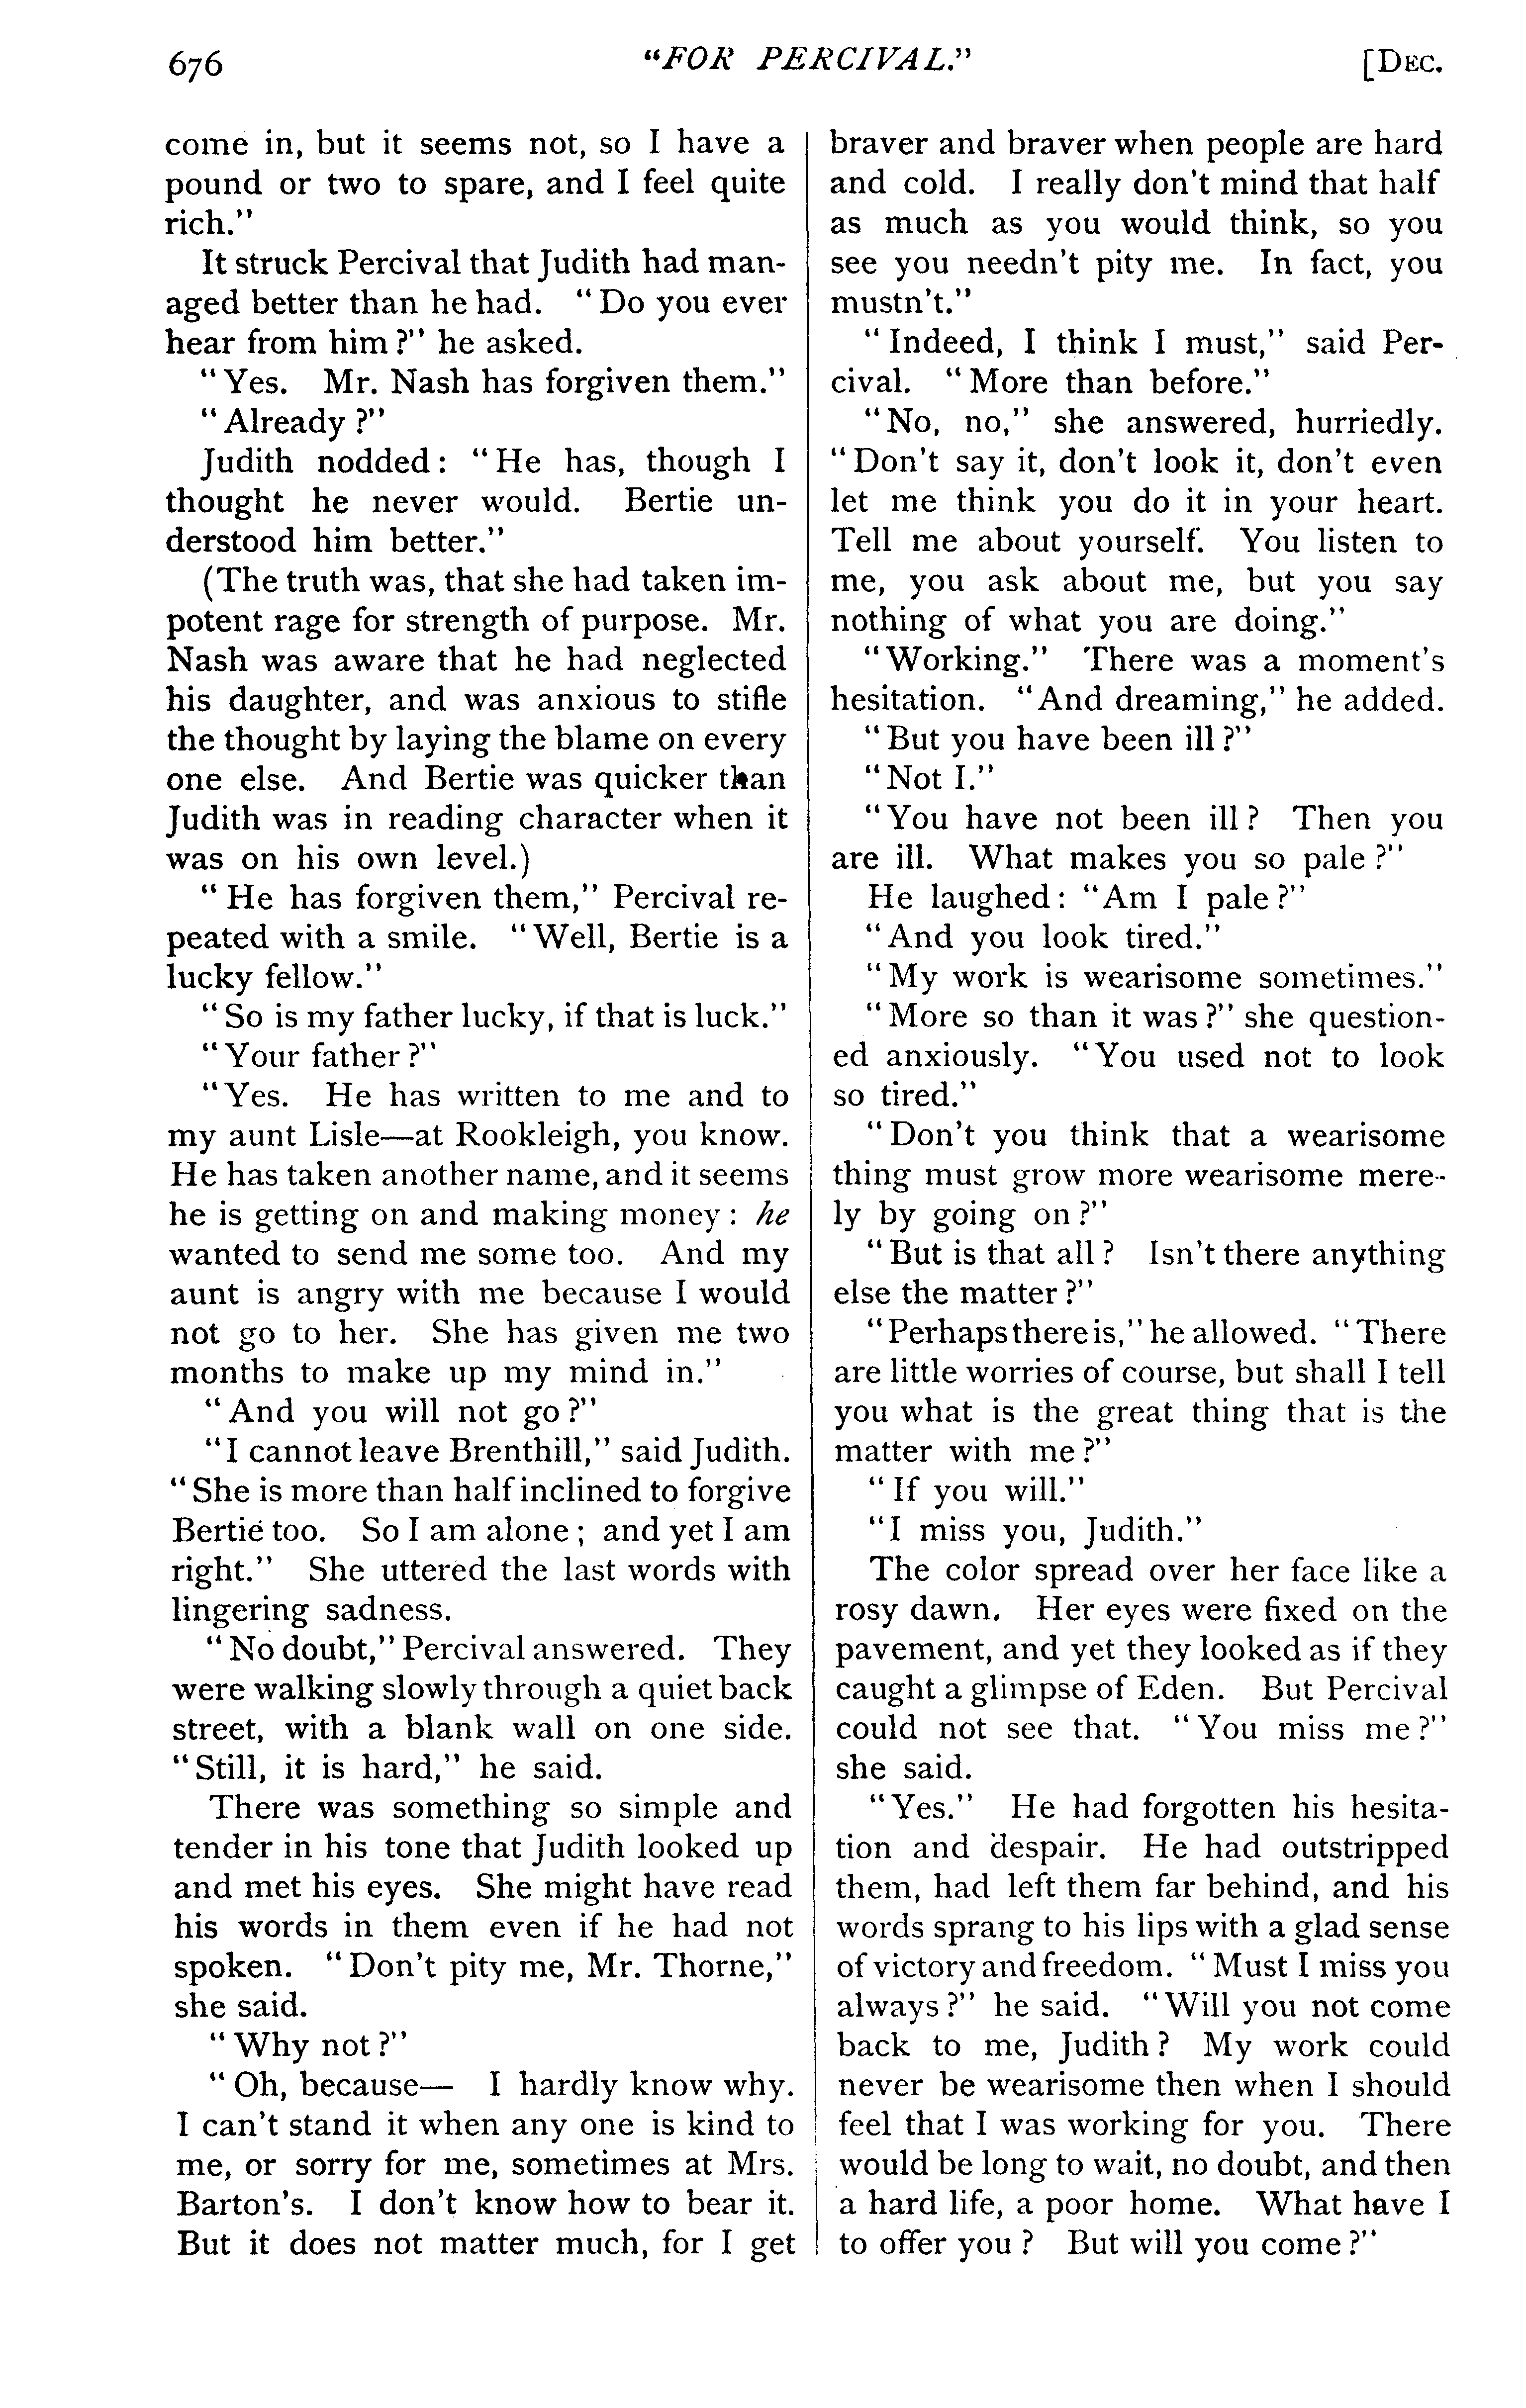 676
“FOR PERCIVAL.”
[DEC.
come in, but it seems not, so I have a
pound or two to spare, and I feel quite
rich.”
It struck Percival that Judith had man-
aged better than he had. “Do you ever
hear from him?” he asked.
“Yes. Mr. Nash has forgiven them.”
“Already?”
Judith nodded: “He has, though I
thought he never would. Bertie un-
derstood him better.”
(The truth was, that she had taken im-
potent rage for strength of purpose. Mr.
Nash was aware that he had neglected
his daughter, and was anxious to stifle
the thought by laying the blame on every
one else. And Bertie was quicker than
Judith was in reading character when it
was on his own level.)
“He has forgiven them,” Percival re-
peated with a smile. “Well, Bertie is a
lucky fellow.”
“So is my father lucky, if that is luck.”
“Your father?”
“Yes. He has written to me and to
my aunt Lisle—at Rookleigh, you know.
He has taken another name, and it seems
he is getting on and making money: he
wanted to send me some too. And my
aunt is angry with me because I would
not go to her. She has given me two
months to make up my mind in.”
“And you will not go?”
“I cannot leave Brenthill,” said Judith.
“She is more than half inclined to forgive
Bertie too. So I am alone; and yet I am
right.” She uttered the last words with
lingering sadness.
“No doubt,” Percival answered. They
were walking slowly through a quiet back
street, with a blank wall on one side.
“Still, it is hard,” he said.
There was something so simple and
tender in his tone that Judith looked up
and met his eyes. She might have read
his words in them even if he had not
spoken. “Don't pity me, Mr. Thorne,”
she said.
“Why not?”
“Oh, because— I hardly know why.
I can't stand it when any one is kind to
me, or sorry for me, sometimes at Mrs.
Barton's. I don't know how to bear it.
But it does not matter much, for I get
braver and braver when people are hard
and cold. I really don't mind that half
as much as you would think, so you
see you needn't pity me. In fact, you
mustn't.”
“Indeed, I think I must,” said Per-
cival. “More than before.”
“No, no,” she answered, hurriedly.
“Don't say it, don't look it, don't even
let me think you do it in your heart.
Tell me about yourself. You listen to
me, you ask about me, but you say
nothing of what you are doing.”
“Working.” There was a moment's
hesitation. “And dreaming,” he added.
“But you have been ill?”
“Not I.”
“You have not been ill? Then you
are ill. What makes you so pale?”
He laughed: “Am I pale?”
“And you look tired.”
“My work is wearisome sometimes.”
“More so than it was?” she question-
ed anxiously. “You used not to look
so tired.”
“Don't you think that a wearisome
thing must grow more wearisome mere-
ly by going on?”
“But is that all? Isn't there anything
else the matter?”
“Perhaps there is,” he allowed. “There
are little worries of course, but shall I tell
you what is the great thing that is the
matter with me?”
“If you will.”
“I miss you, Judith.”
The color spread over her face like a
rosy dawn. Her eyes were fixed on the
pavement, and yet they looked as if they
caught a glimpse of Eden. But Percival
could not see that. “You miss me?”
she said.
“Yes.” He had forgotten his hesita-
tion and despair. He had outstripped
them, had left them far behind, and his
words sprang to his lips with a glad sense
of victory and freedom. “Must I miss you
always?” he said. “Will you not come
back to me, Judith? My work could
never be wearisome then when I should
feel that I was working for you. There
would be long to wait, no doubt, and then
a hard life, a poor home. What have I
to offer you? But will you come?”